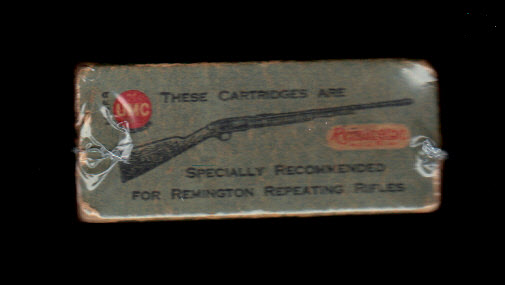 UMC
THESE CARTRIDGES ARE
Remington
SPECIALLY RECOMMENDED
FOR REMINGTON REPEATING RIFLES